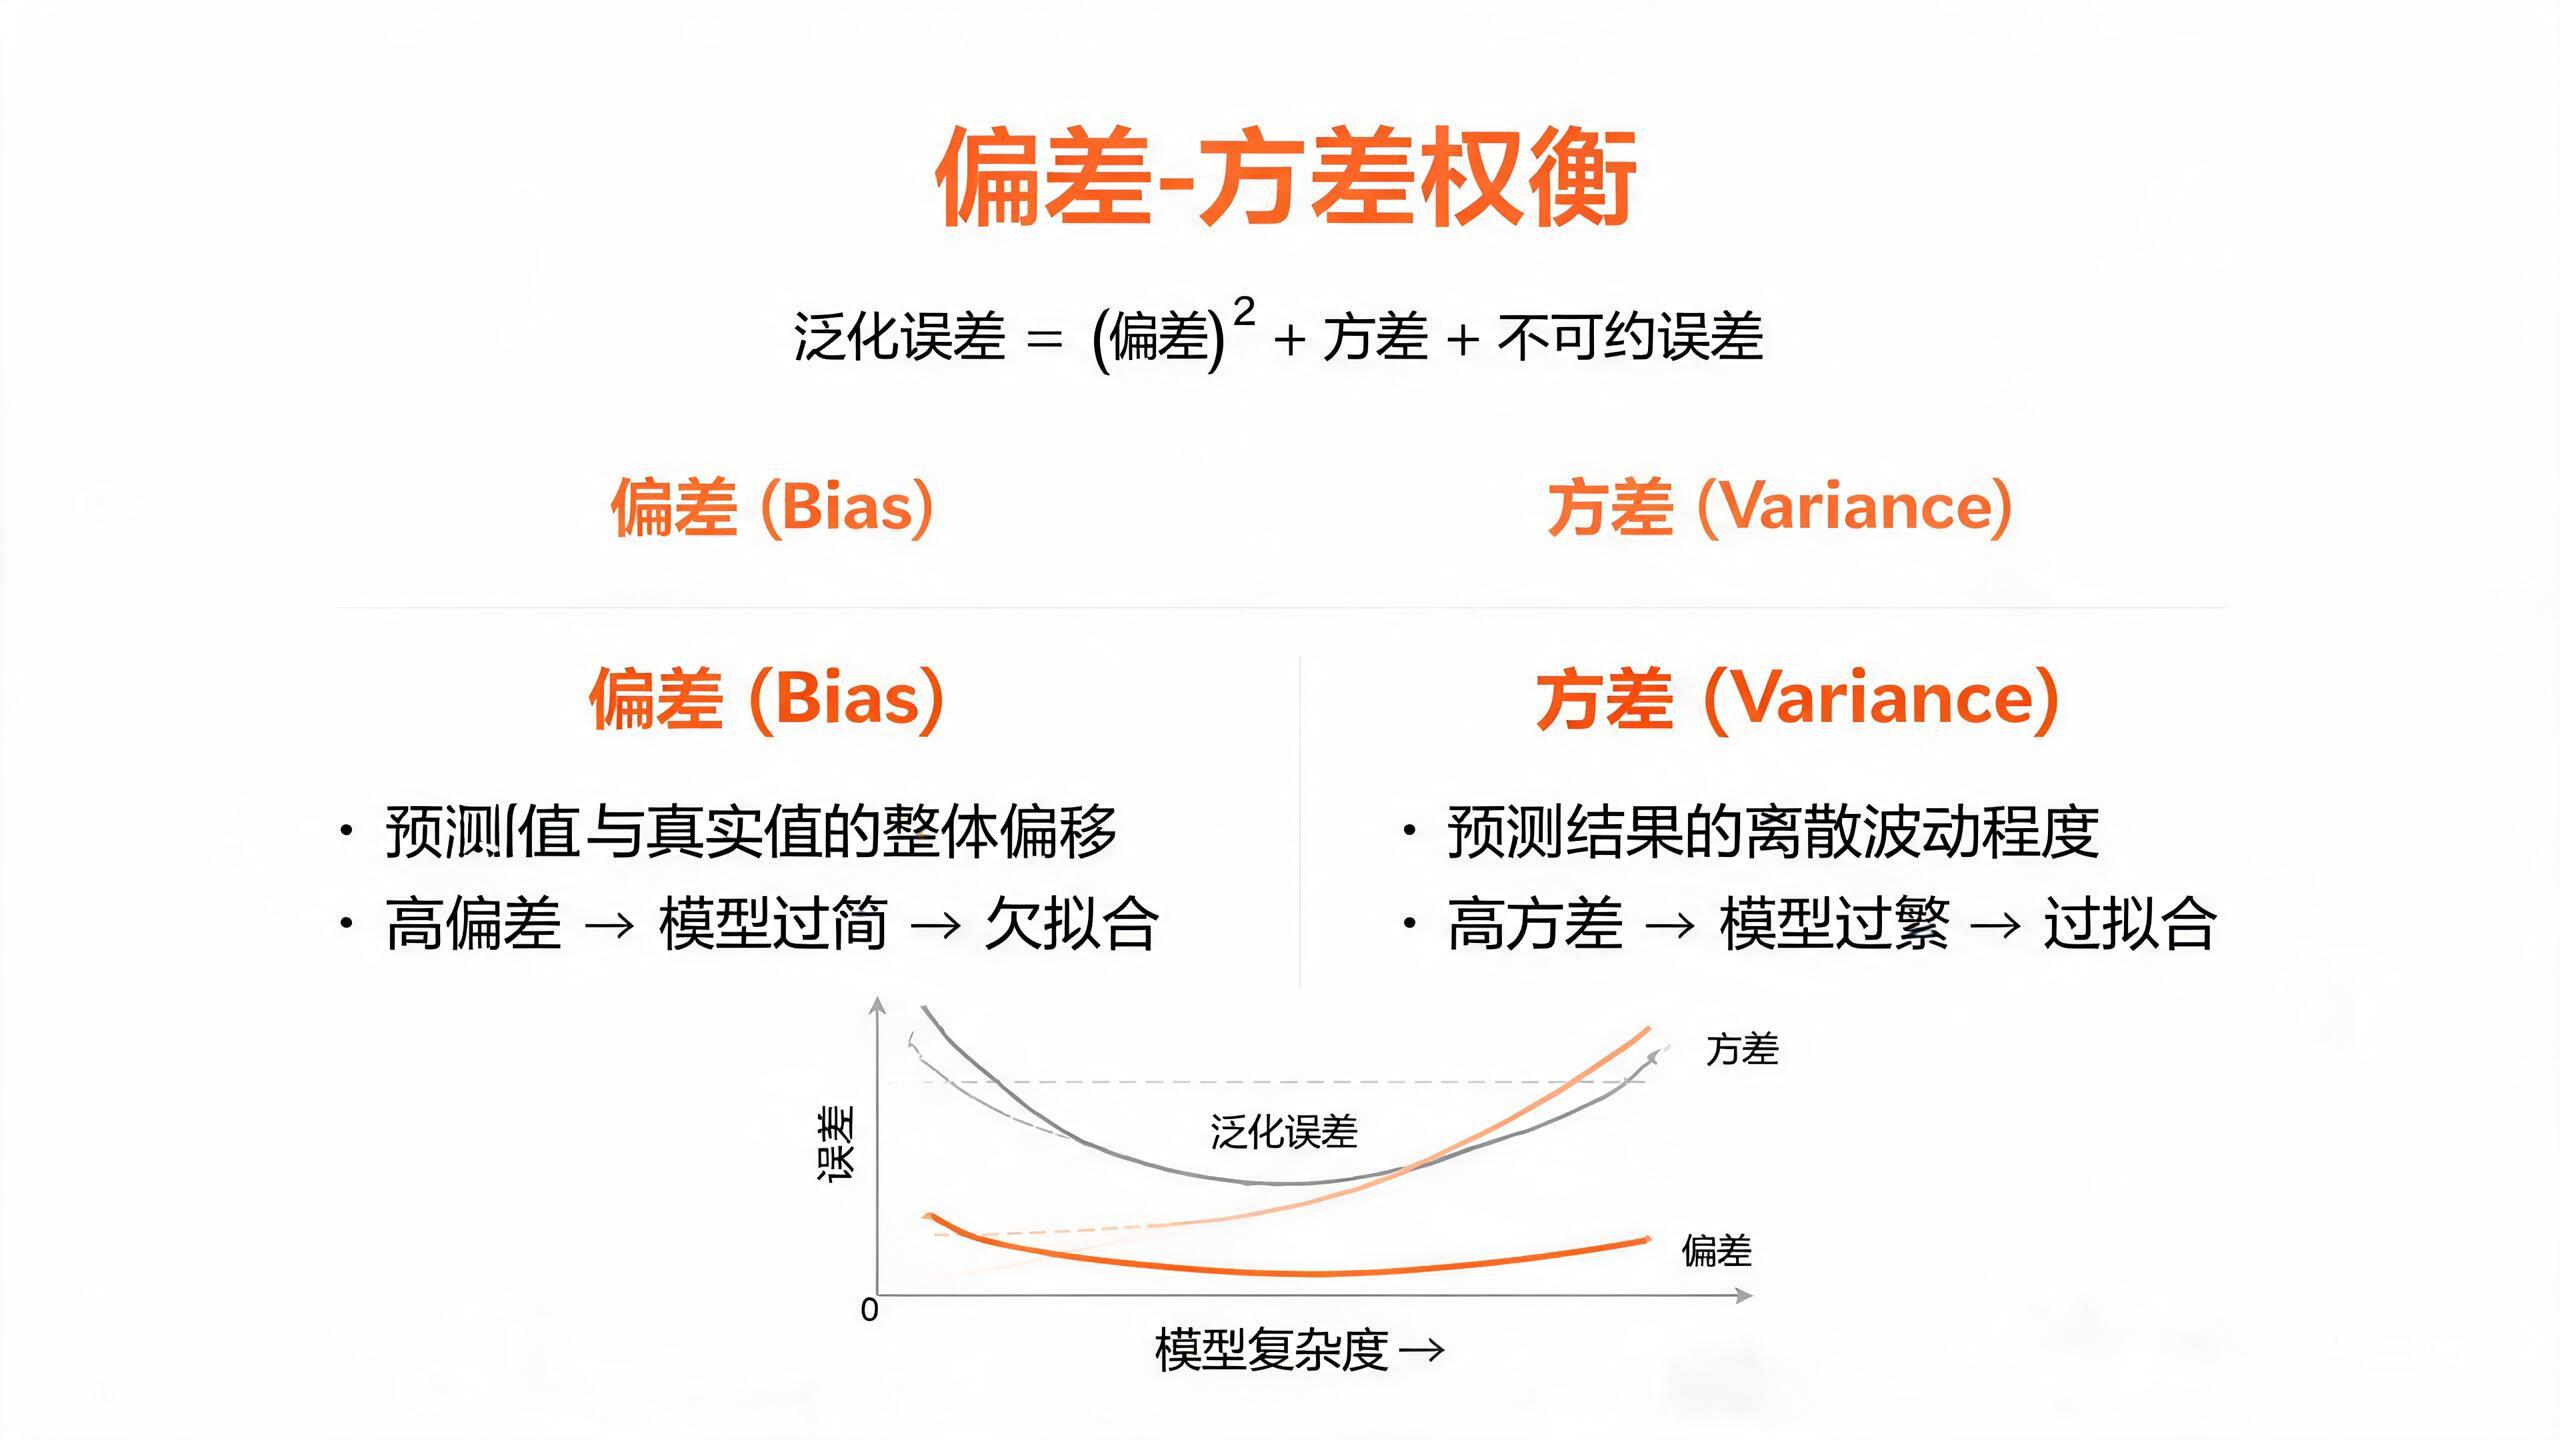 偏差-方差权衡
泛化误差 = (偏差)² + 方差 + 不可约误差
偏差 (Bias)
方差 (Variance)
偏差 (Bias)
• 预测值与真实值的整体偏移
• 高偏差 → 模型过简 → 欠拟合
方差 (Variance)
• 预测结果的离散波动程度
• 高方差 → 模型过繁 → 过拟合
方差
泛化误差
误差
偏差
0
模型复杂度 →